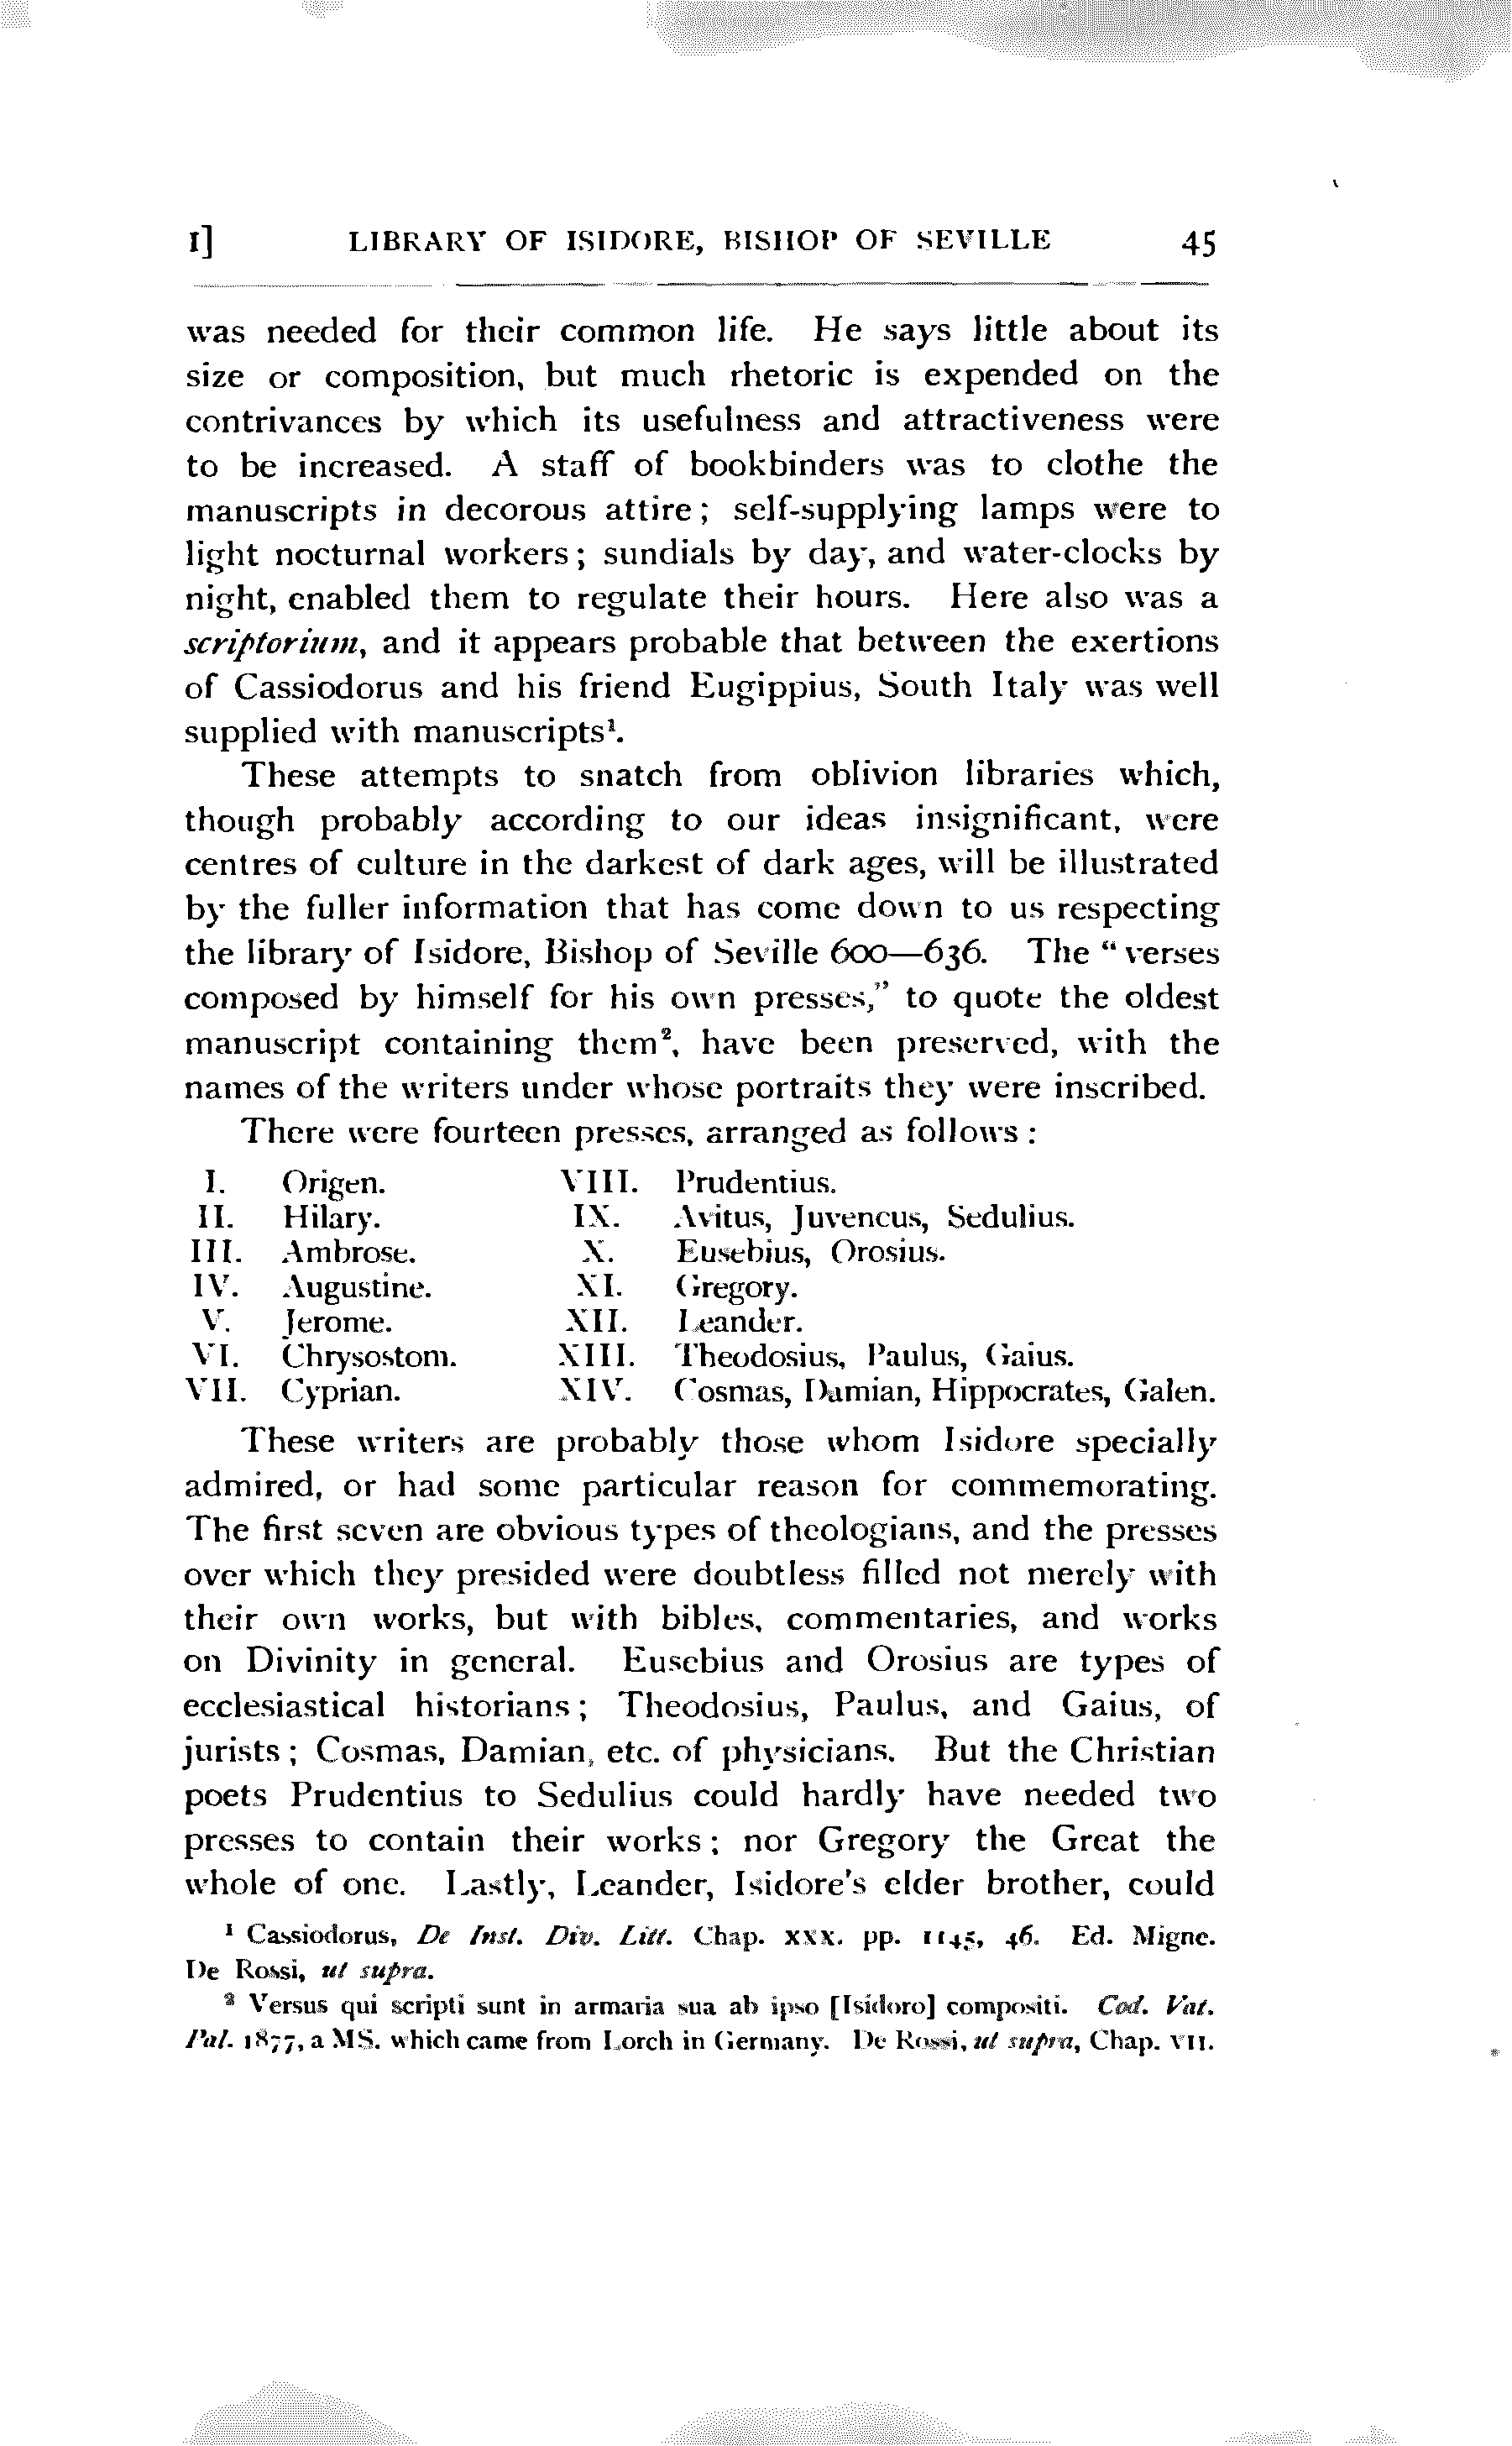 I] LIBRARY OF ISIDORE, BISHOP OF SEVILLE 45
was needed for their common life. He says little about its
size or composition, but much rhetoric is expended on the
contrivances by which its usefulness and attractiveness were
to be increased. A staff of bookbinders was to clothe the
manuscripts in decorous attire; self-supplying lamps were to
light nocturnal workers; sundials by day, and water-clocks by
night, enabled them to regulate their hours. Here also was a
scriptorium, and it appears probable that between the exertions
of Cassiodorus and his friend Eugippius, South Italy was well
supplied with manuscripts¹.
These attempts to snatch from oblivion libraries which,
though probably according to our ideas insignificant, were
centres of culture in the darkest of dark ages, will be illustrated
by the fuller information that has come down to us respecting
the library of Isidore, Bishop of Seville 600—636. The "verses
composed by himself for his own presses," to quote the oldest
manuscript containing them², have been preserved, with the
names of the writers under whose portraits they were inscribed.
There were fourteen presses, arranged as follows:
I. Origen. VIII. Prudentius.
II. Hilary. IX. Avitus, Juvencus, Sedulius.
III. Ambrose. X. Eusebius, Orosius.
IV. Augustine. XI. Gregory.
V. Jerome. XII. Leander.
VI. Chrysostom. XIII. Theodosius, Paulus, Gaius.
VII. Cyprian. XIV. Cosmas, Damian, Hippocrates, Galen.
These writers are probably those whom Isidore specially
admired, or had some particular reason for commemorating.
The first seven are obvious types of theologians, and the presses
over which they presided were doubtless filled not merely with
their own works, but with bibles, commentaries, and works
on Divinity in general. Eusebius and Orosius are types of
ecclesiastical historians; Theodosius, Paulus, and Gaius, of
jurists; Cosmas, Damian, etc. of physicians. But the Christian
poets Prudentius to Sedulius could hardly have needed two
presses to contain their works; nor Gregory the Great the
whole of one. Lastly, Leander, Isidore's elder brother, could
¹ Cassiodorus, De Inst. Div. Litt. Chap. XXX. pp. 1145, 46. Ed. Migne.
De Rossi, ut supra.
² Versus qui scripti sunt in armaria sua ab ipso [Isidoro] compositi. Cod. Vat.
Pal. 1877, a MS. which came from Lorch in Germany. De Rossi, ut supra, Chap. VII.